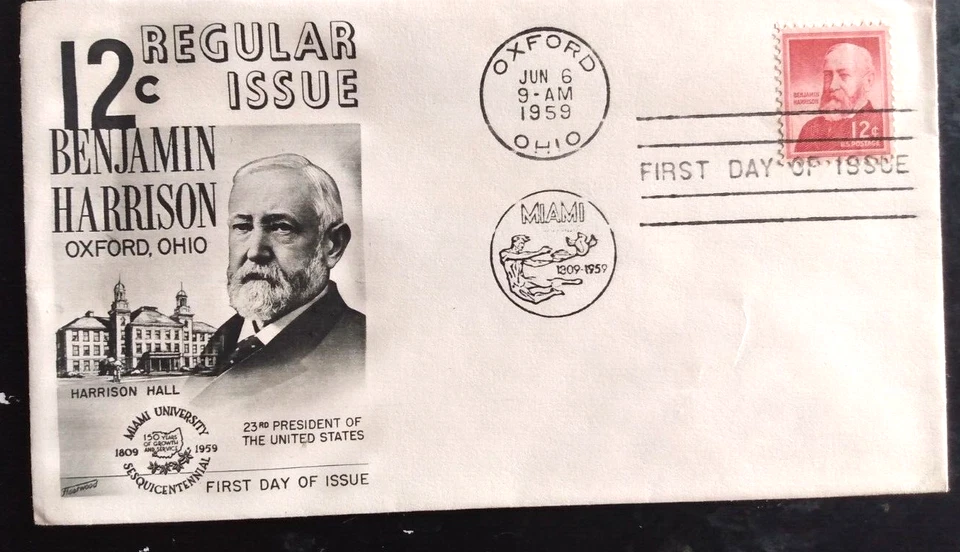 12c
REGULAR
ISSUE
BENJAMIN
HARRISON
OXFORD, OHIO
HARRISON HALL
MIAMI UNIVERSITY
150 YEARS
OF GROWTH
AND SERVICE
1809 1959
SESQUICENTENNIAL
23RD PRESIDENT OF
THE UNITED STATES
FIRST DAY OF ISSUE
Fleetwood
OXFORD
JUN 6
9-AM
1959
OHIO
MIAMI
1809-1959
BENJAMIN
HARRISON
12¢
U.S. POSTAGE
FIRST DAY OF ISSUE